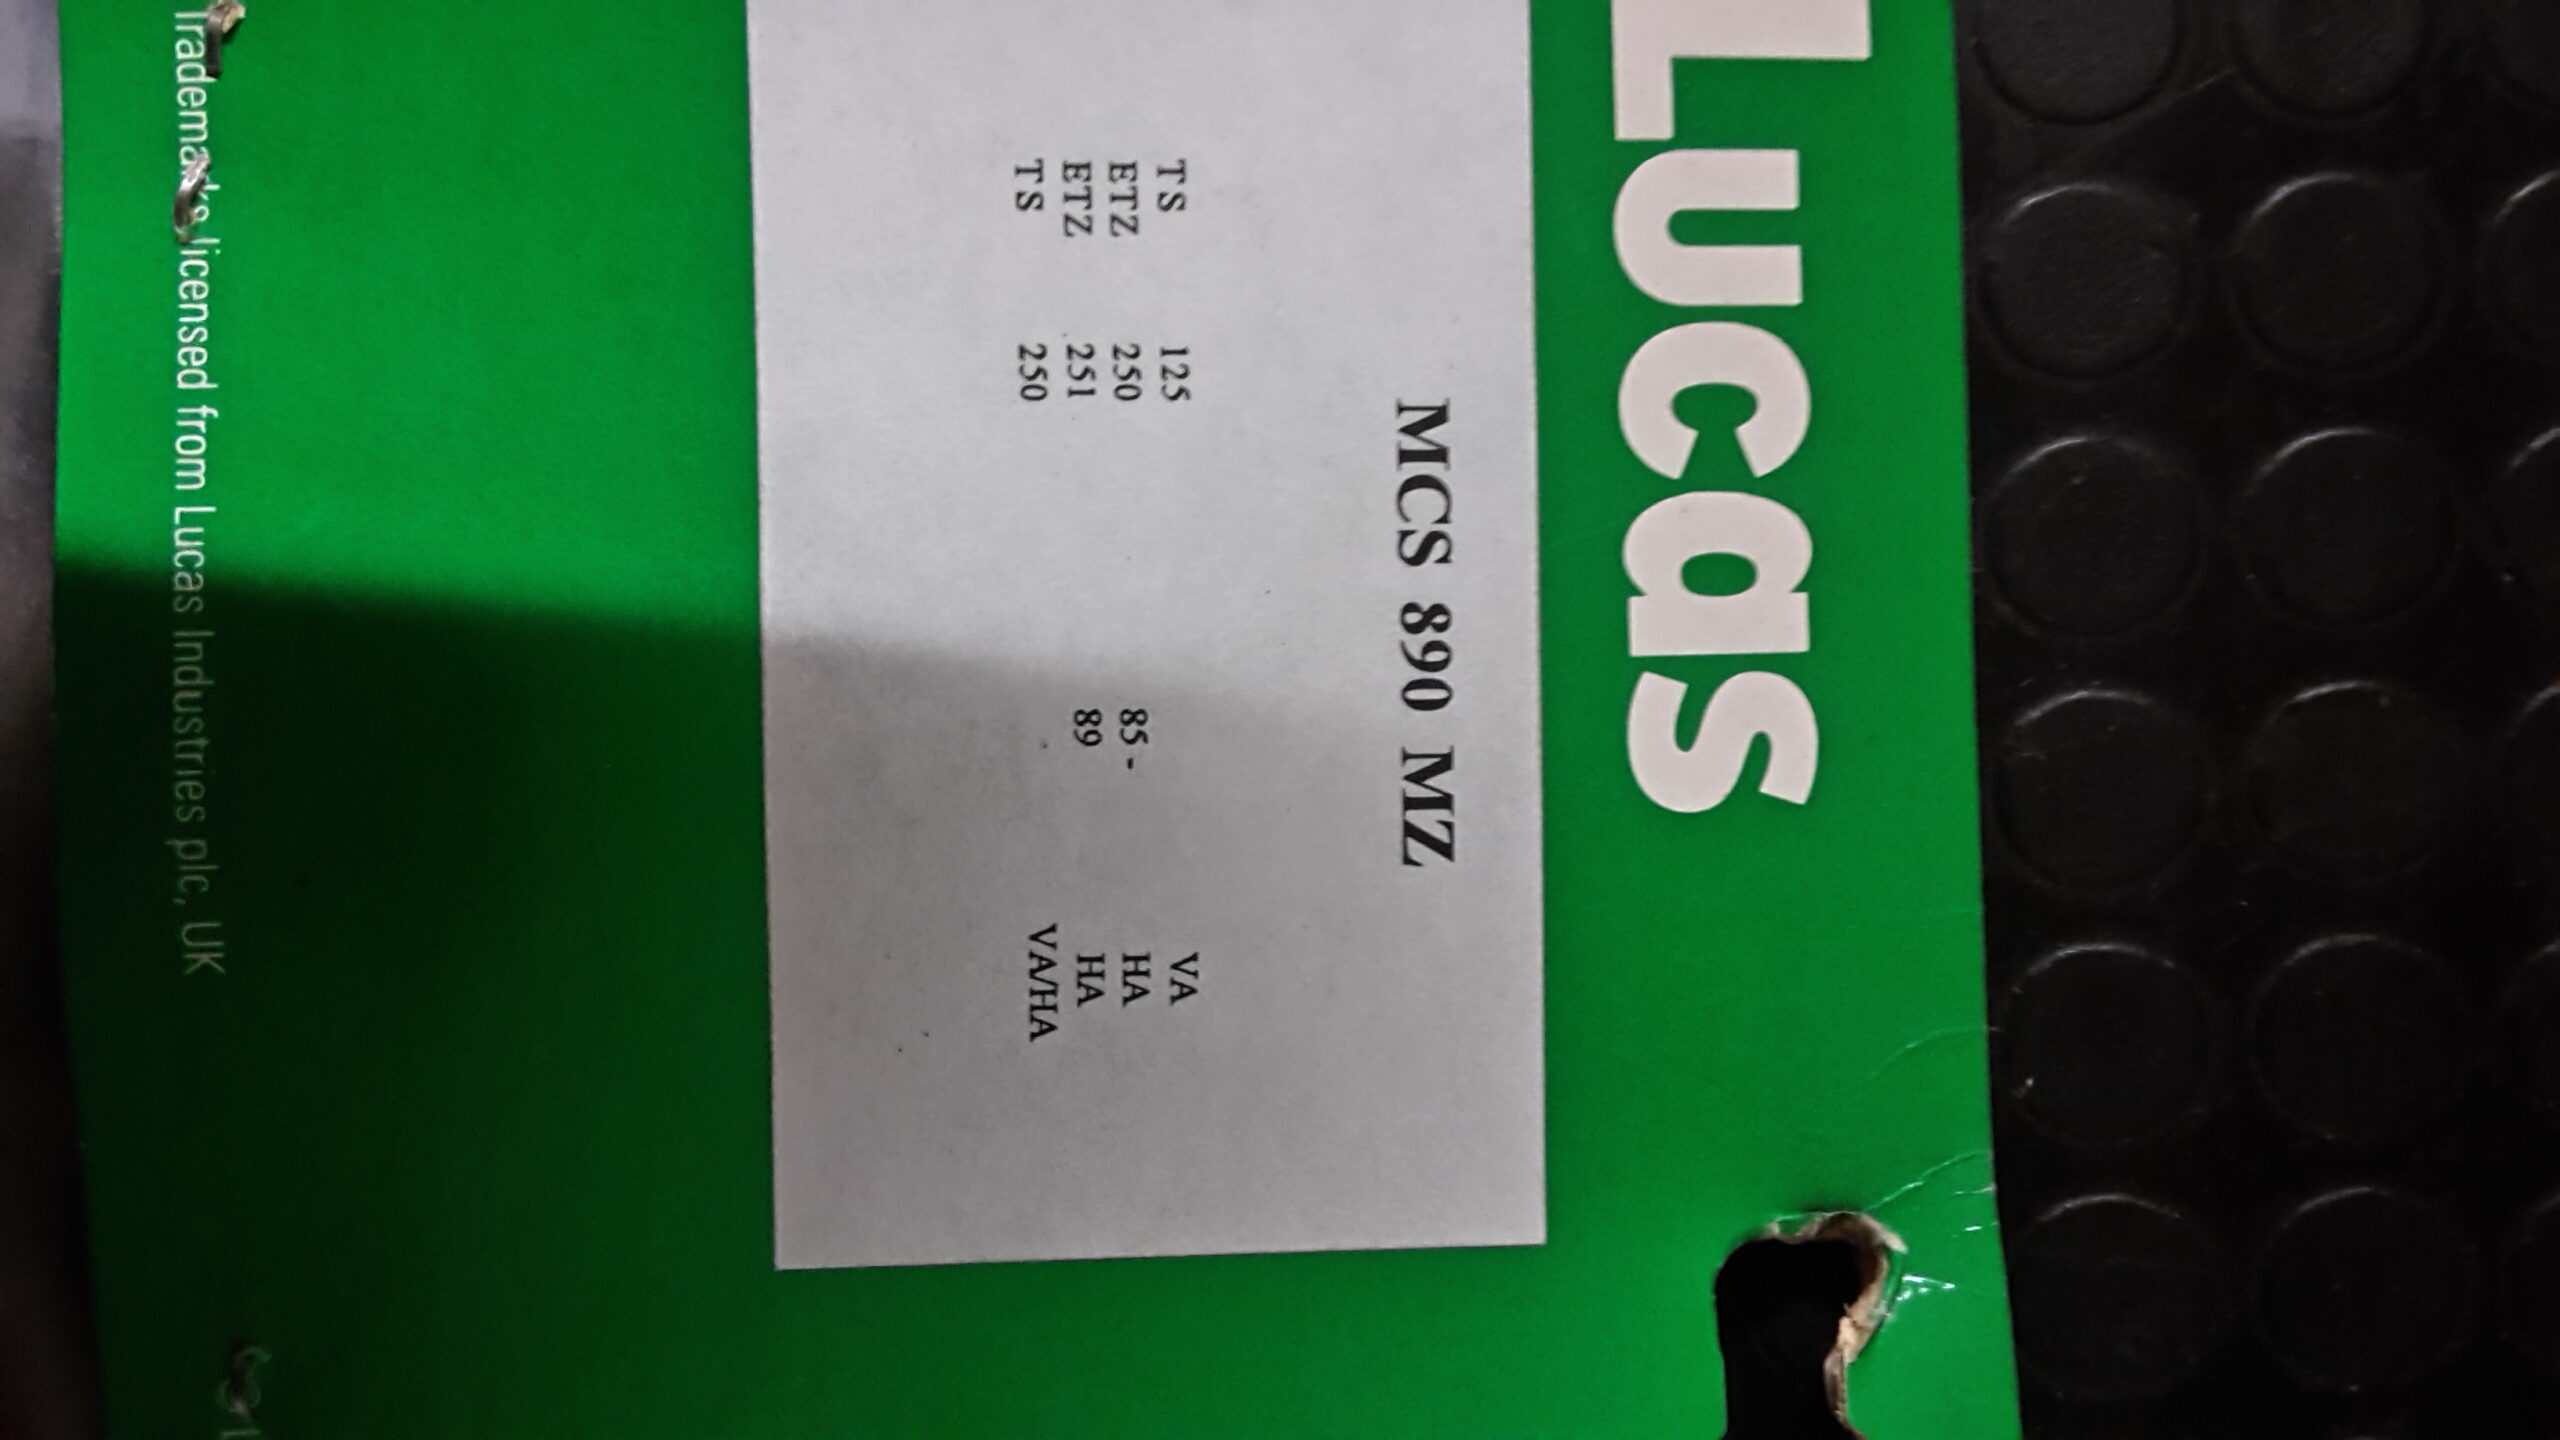 Lucas
MCS 890 MZ
TS 125 VA
ETZ 250 85 - HA
ETZ 251 89 HA
TS 250 VA/HA
Trademarks licensed from Lucas Industries plc, UK